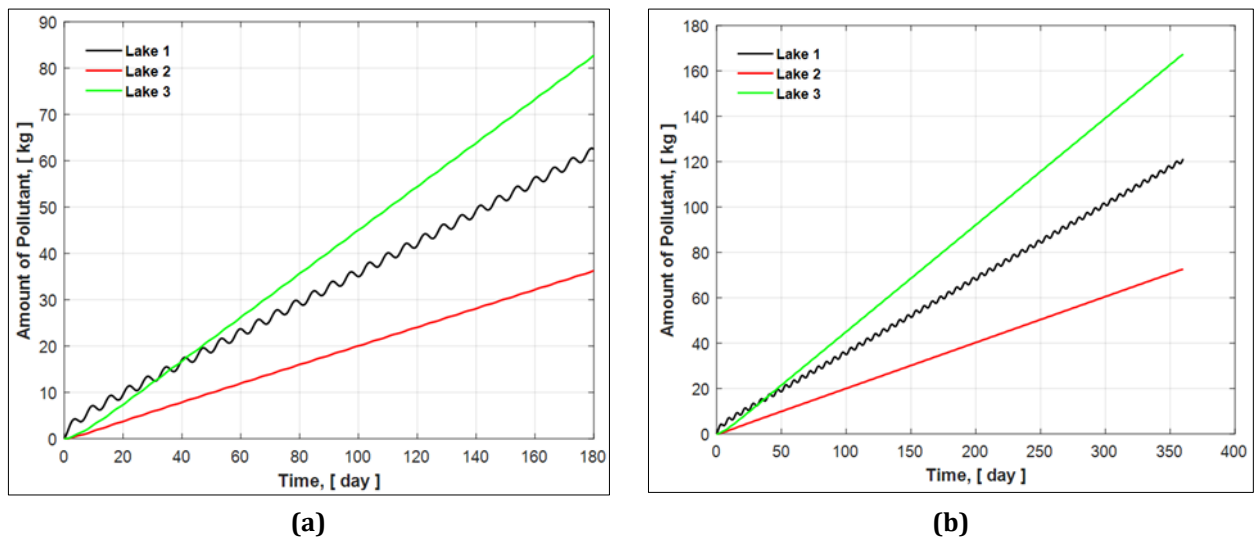 90
80
70
60
50
40
30
20
10
0
Amount of Pollutant, [ kg ]
Lake 1
Lake 2
Lake 3
0 20 40 60 80 100 120 140 160 180
Time, [ day ]
(a)
180
160
140
120
100
80
60
40
20
0
Amount of Pollutant, [ kg ]
Lake 1
Lake 2
Lake 3
0 50 100 150 200 250 300 350 400
Time, [ day ]
(b)